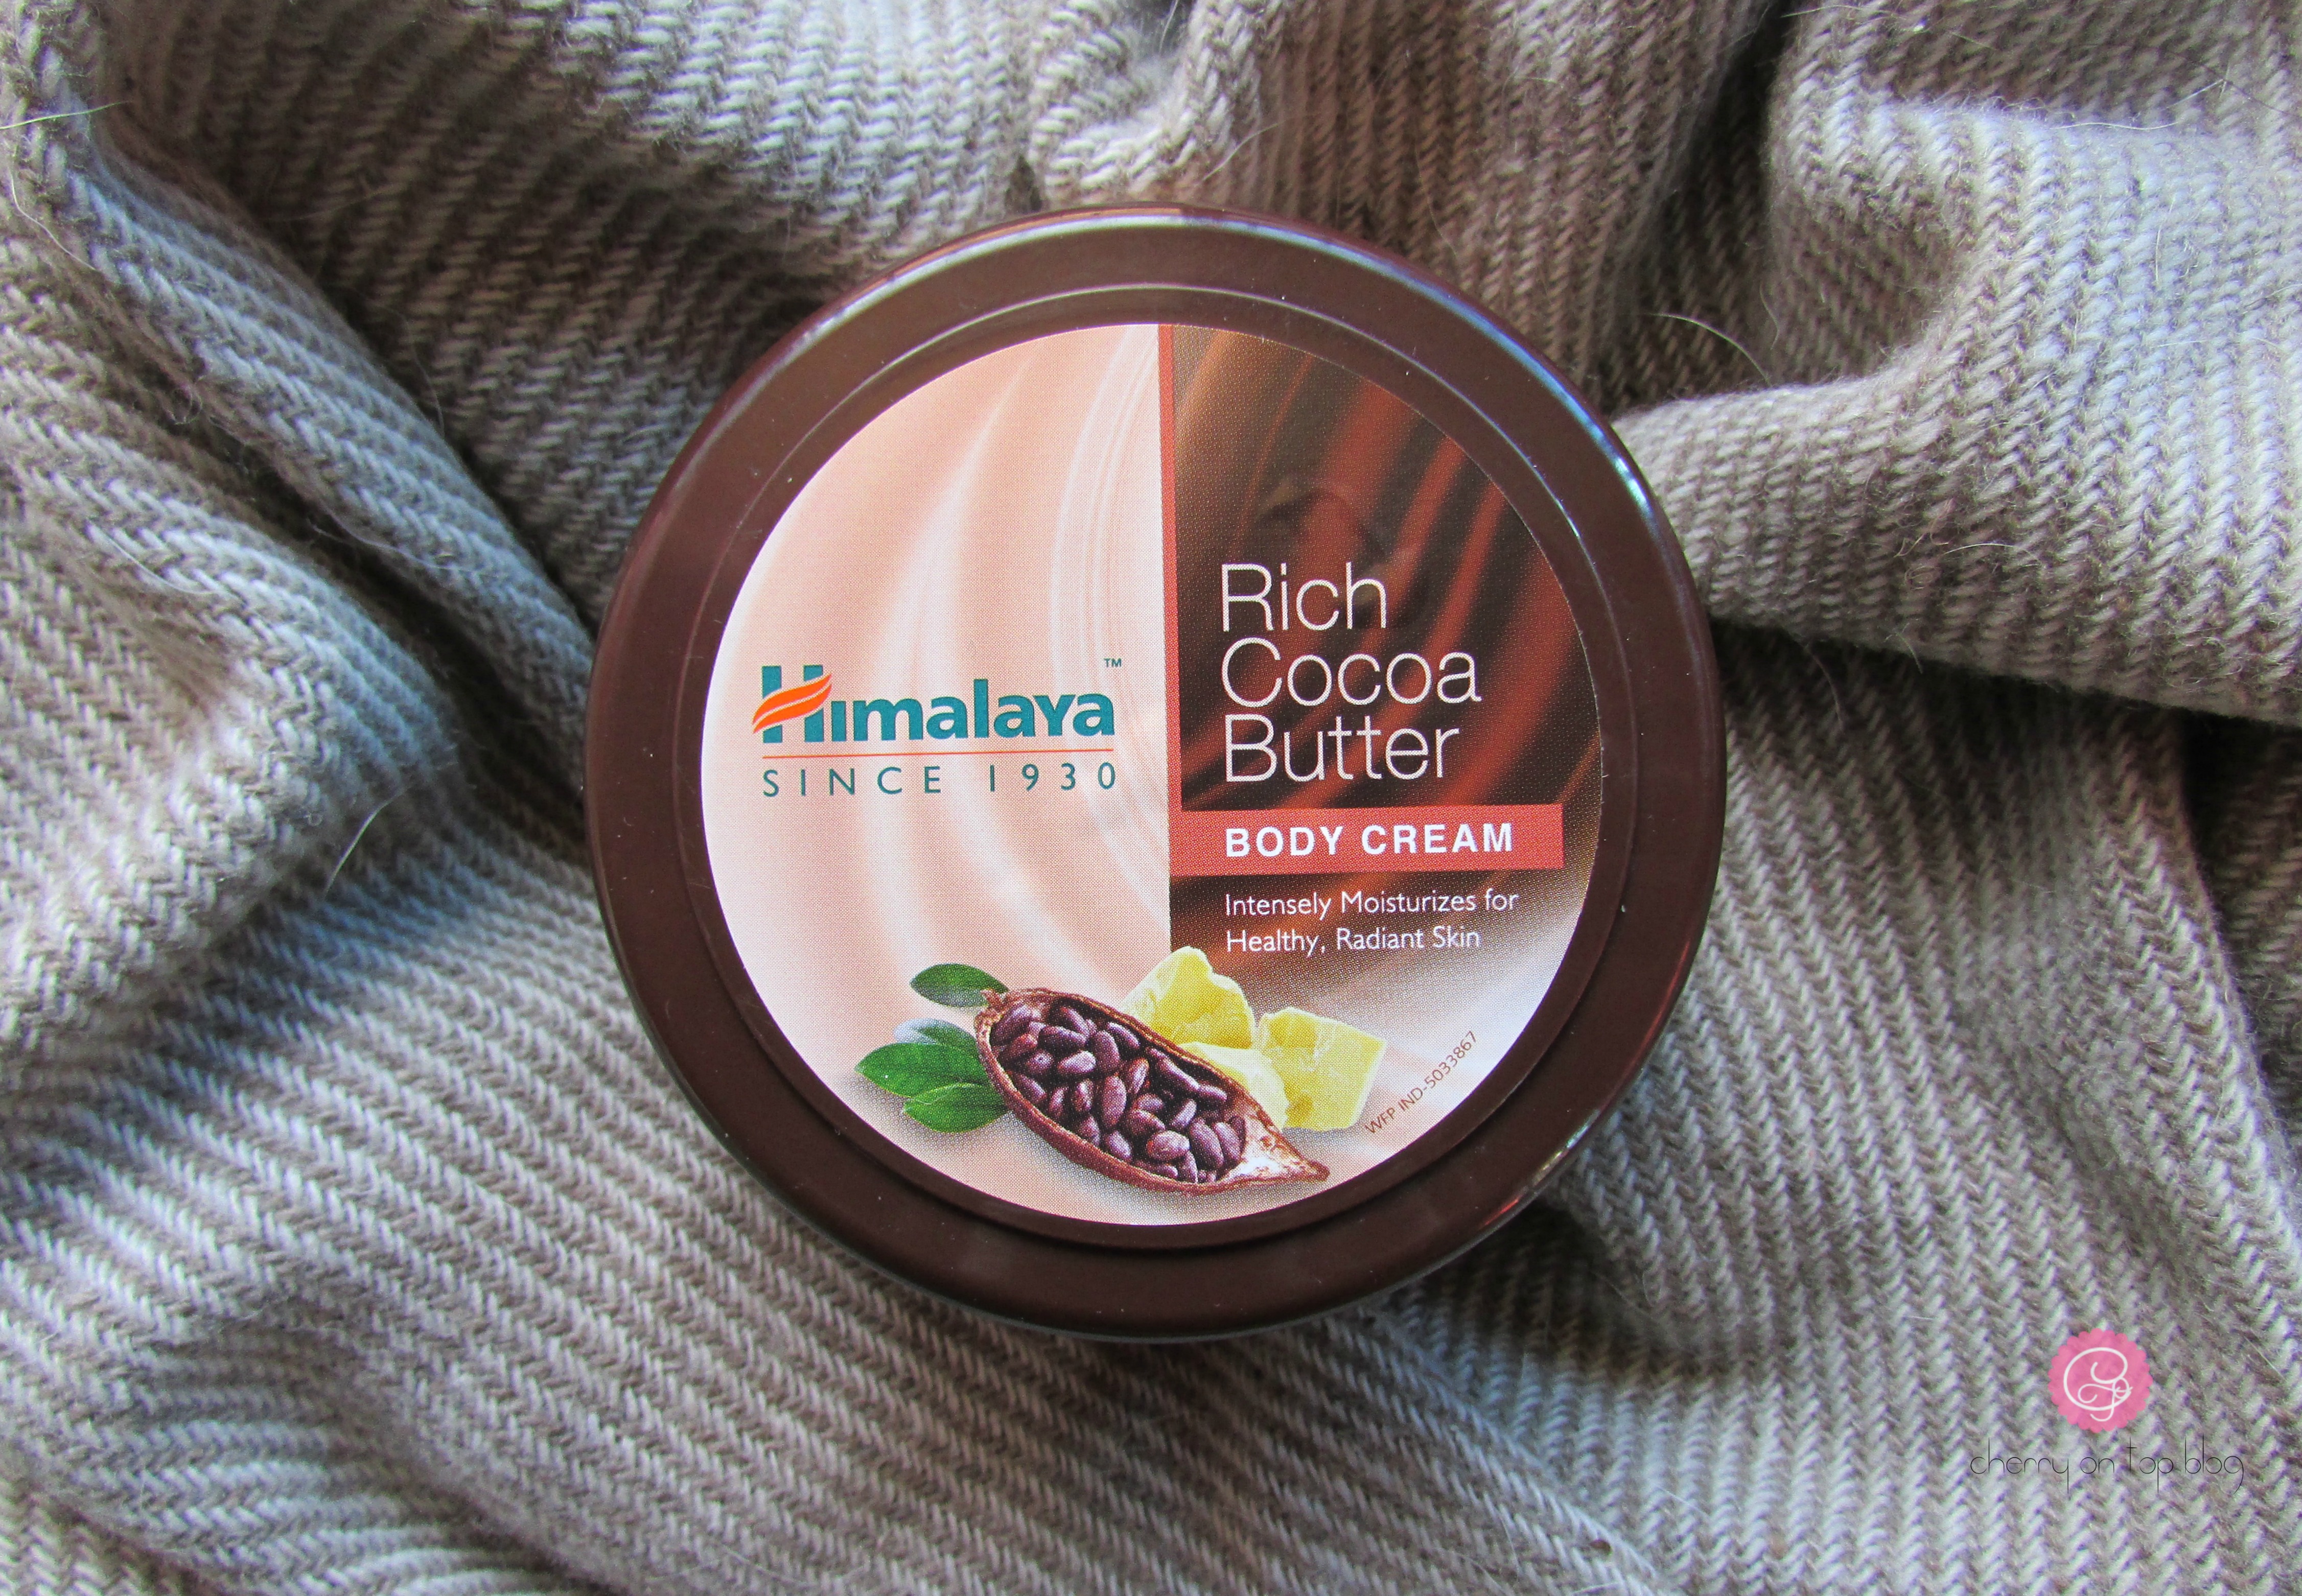 Himalaya™
SINCE 1930
Rich
Cocoa
Butter
BODY CREAM
Intensely Moisturizes for
Healthy, Radiant Skin
WFP IND-5033867
cherry on top blog